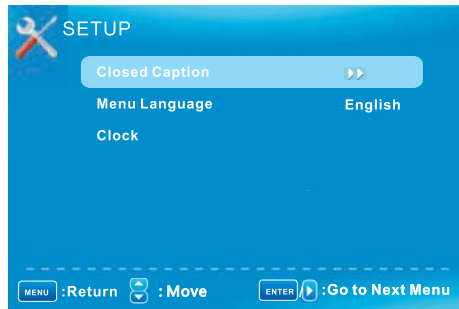 SETUP
Closed Caption
Menu Language English
Clock
MENU :Return : Move ENTER / :Go to Next Menu